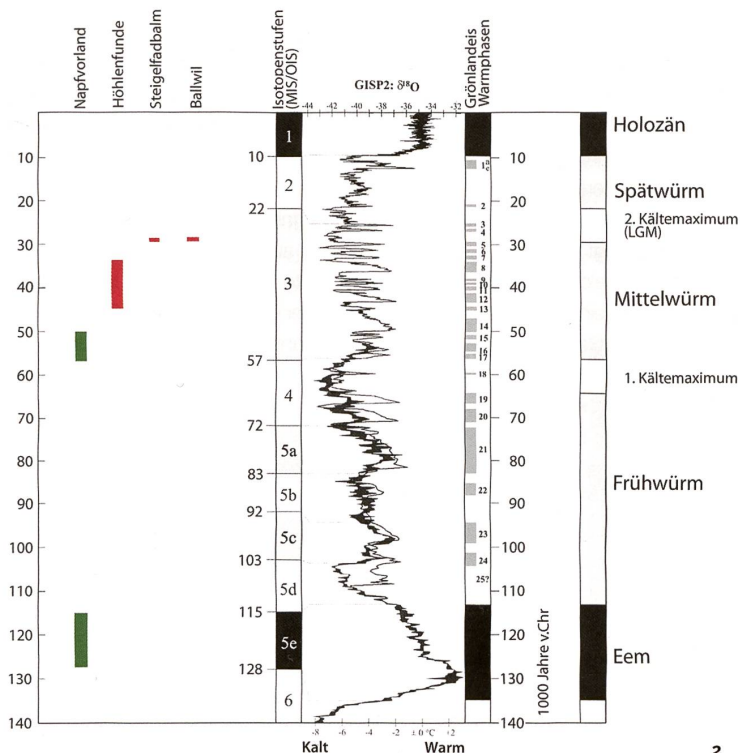 Napfvorland
Höhlenfunde
Steigelfadbalm
Ballwil
Isotopenstufen
(MIS/OIS)
GISP2: δ¹⁸O
-44 -42 -40 -38 -36 -34 -32
Grönlandeis
Warmphasen
10
20
30
40
50
60
70
80
90
100
110
120
130
140
1
10
2
22
3
57
4
72
5a
83
5b
92
5c
103
5d
115
5e
128
6
2
3
4
5
6
7
8
9
10
11
12
13
14
15
16
17
18
19
20
21
22
23
24
25?
10
20
30
40
50
60
70
80
90
100
110
120
130
140
1000 Jahre v.Chr
Holozän
Spätwürm
2. Kältemaximum
(LGM)
Mittelwürm
1. Kältemaximum
Frühwürm
Eem
-8 -6 -4 -2 ± 0 °C +2
Kalt Warm